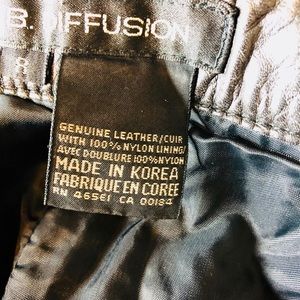 B. DIFFUSION
8
GENUINE LEATHER/CUIR
WITH 100% NYLON LINING/
AVEC DOUBLURE 100% NYLON
MADE IN KOREA
FABRIQUE EN COREE
RN 46561 CA 00184